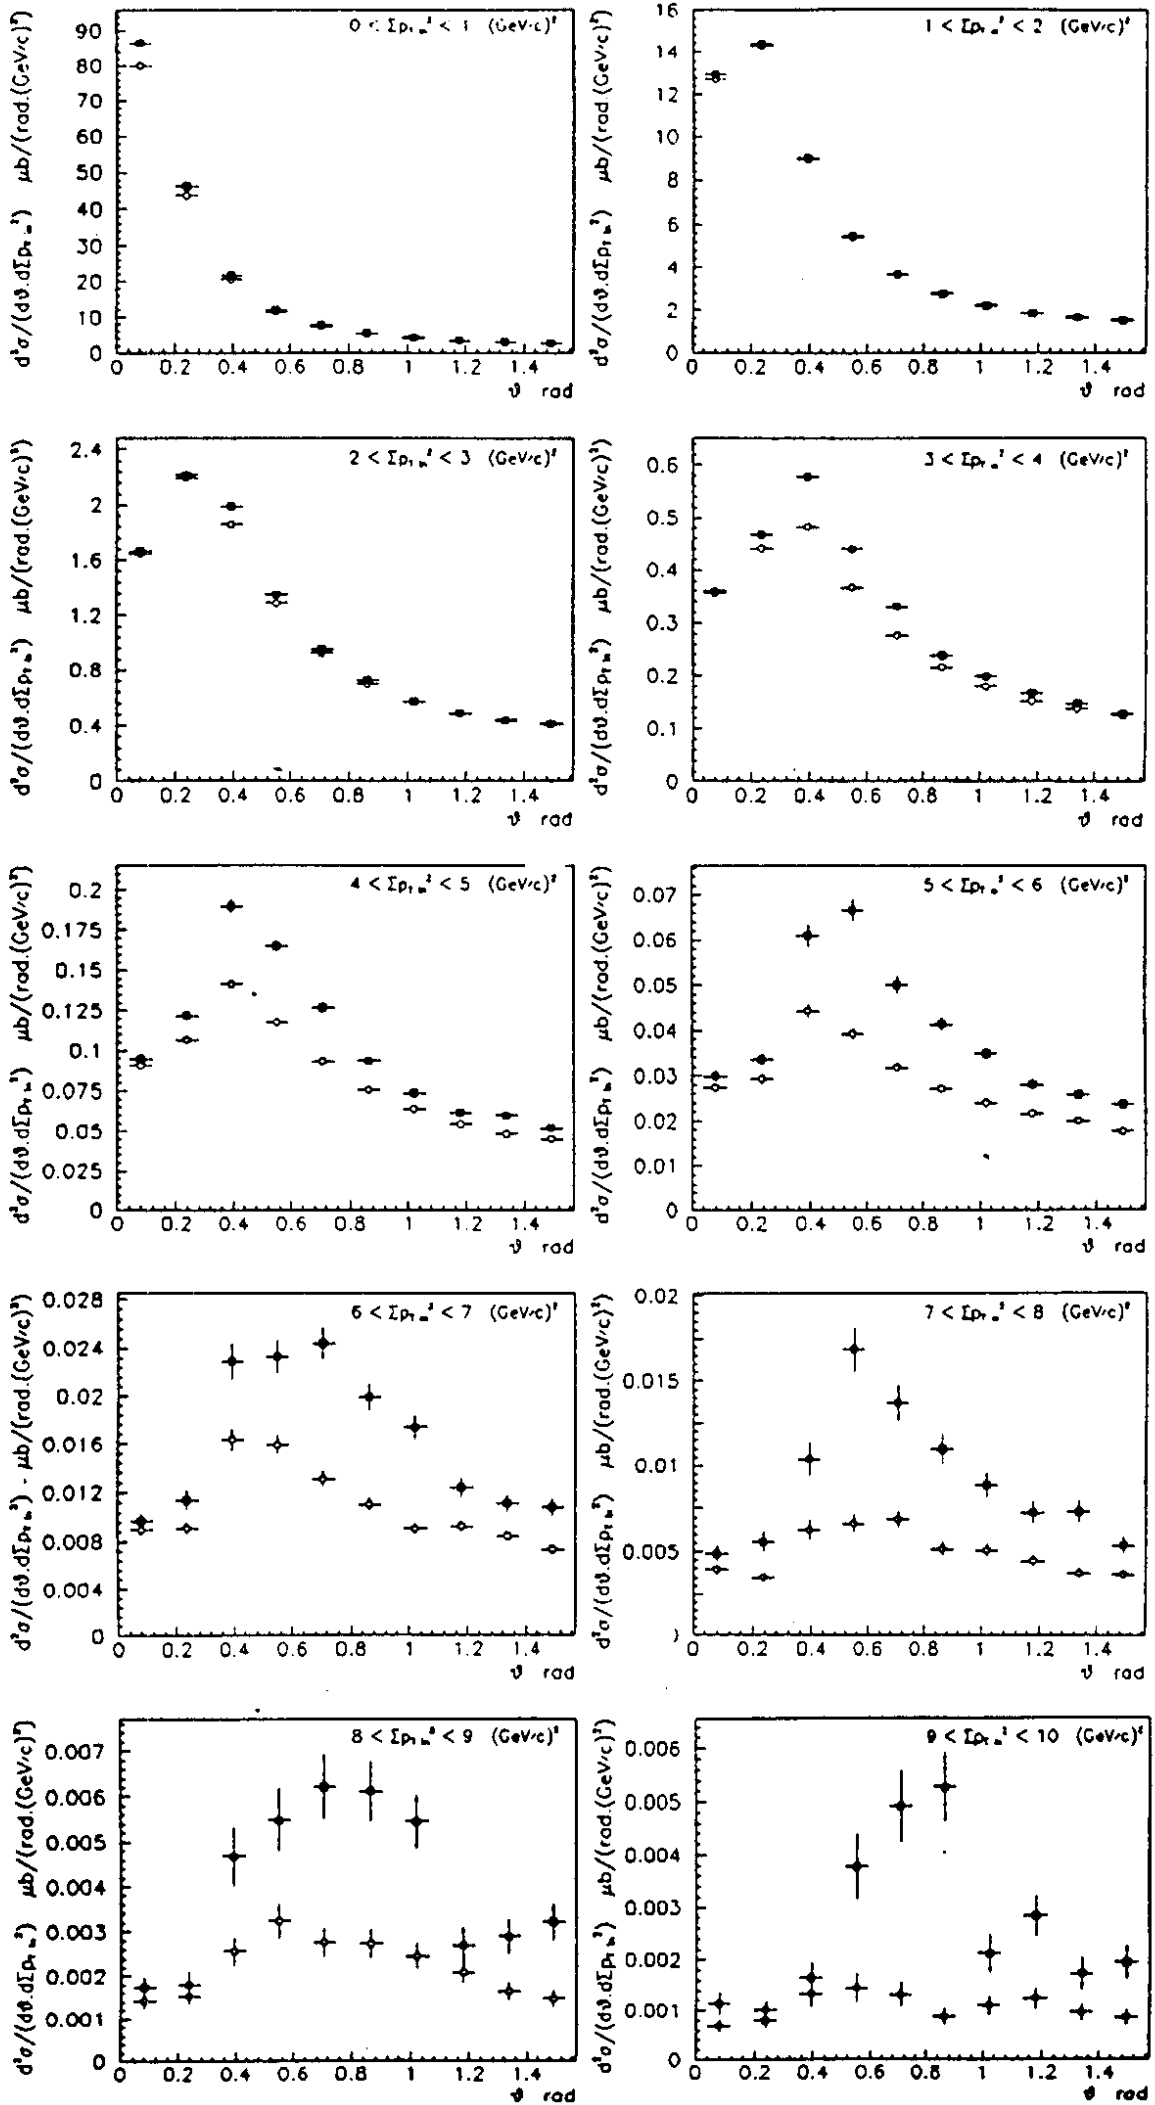 0 < Σp_T in² < 1 (GeV/c)²
d²σ/(dϑ.dΣp_T in²) μb/(rad.(GeV/c)²)
90
80
70
60
50
40
30
20
10
0
0 0.2 0.4 0.6 0.8 1 1.2 1.4
ϑ rad
1 < Σp_T in² < 2 (GeV/c)²
d²σ/(dϑ.dΣp_T in²) μb/(rad.(GeV/c)²)
16
14
12
10
8
6
4
2
0
0 0.2 0.4 0.6 0.8 1 1.2 1.4
ϑ rad
2 < Σp_T in² < 3 (GeV/c)²
d²σ/(dϑ.dΣp_T in²) μb/(rad.(GeV/c)²)
2.4
2
1.6
1.2
0.8
0.4
0
0 0.2 0.4 0.6 0.8 1 1.2 1.4
ϑ rad
3 < Σp_T in² < 4 (GeV/c)²
d²σ/(dϑ.dΣp_T in²) μb/(rad.(GeV/c)²)
0.6
0.5
0.4
0.3
0.2
0.1
0
0 0.2 0.4 0.6 0.8 1 1.2 1.4
ϑ rad
4 < Σp_T in² < 5 (GeV/c)²
d²σ/(dϑ.dΣp_T in²) μb/(rad.(GeV/c)²)
0.2
0.175
0.15
0.125
0.1
0.075
0.05
0.025
0
0 0.2 0.4 0.6 0.8 1 1.2 1.4
ϑ rad
5 < Σp_T in² < 6 (GeV/c)²
d²σ/(dϑ.dΣp_T in²) μb/(rad.(GeV/c)²)
0.07
0.06
0.05
0.04
0.03
0.02
0.01
0
0 0.2 0.4 0.6 0.8 1 1.2 1.4
ϑ rad
6 < Σp_T in² < 7 (GeV/c)²
d²σ/(dϑ.dΣp_T in²) μb/(rad.(GeV/c)²)
0.028
0.024
0.02
0.016
0.012
0.008
0.004
0
0 0.2 0.4 0.6 0.8 1 1.2 1.4
ϑ rad
7 < Σp_T in² < 8 (GeV/c)²
d²σ/(dϑ.dΣp_T in²) μb/(rad.(GeV/c)²)
0.02
0.015
0.01
0.005
0 0.2 0.4 0.6 0.8 1 1.2 1.4
ϑ rad
8 < Σp_T in² < 9 (GeV/c)²
d²σ/(dϑ.dΣp_T in²) μb/(rad.(GeV/c)²)
0.007
0.006
0.005
0.004
0.003
0.002
0.001
0
0 0.2 0.4 0.6 0.8 1 1.2 1.4
ϑ rad
9 < Σp_T in² < 10 (GeV/c)²
d²σ/(dϑ.dΣp_T in²) μb/(rad.(GeV/c)²)
0.006
0.005
0.004
0.003
0.002
0.001
0
0 0.2 0.4 0.6 0.8 1 1.2 1.4
ϑ rad